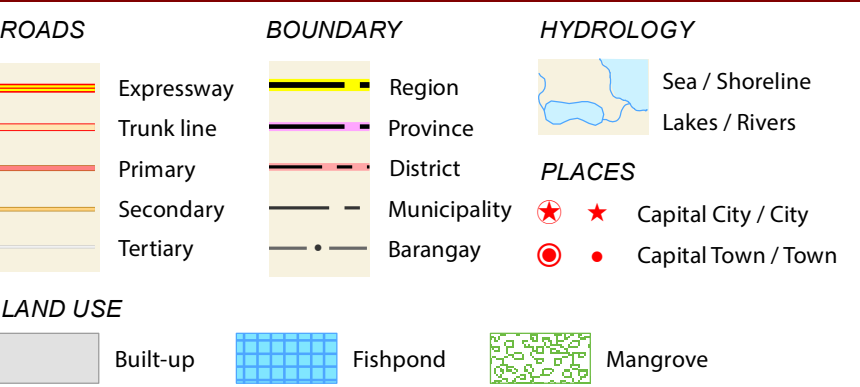 ROADS
Expressway
Trunk line
Primary
Secondary
Tertiary
BOUNDARY
Region
Province
District
Municipality
Barangay
HYDROLOGY
Sea / Shoreline
Lakes / Rivers
PLACES
Capital City / City
Capital Town / Town
LAND USE
Built-up
Fishpond
Mangrove